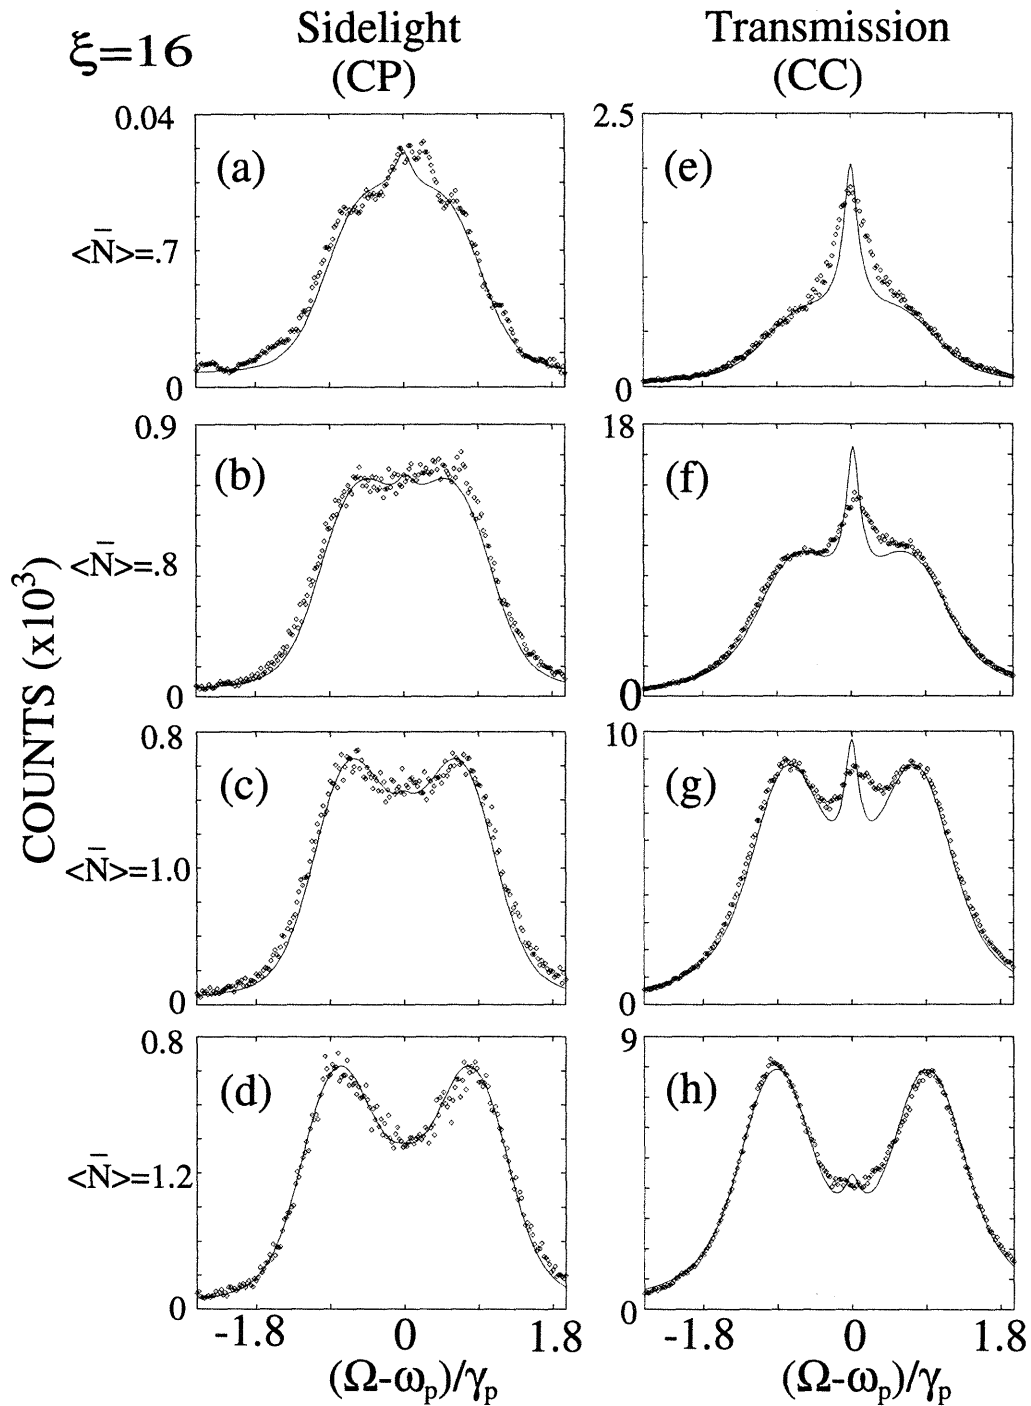 ξ=16
Sidelight
(CP)
Transmission
(CC)
COUNTS (x10³)
<N̄>=.7
0.04
0
(a)
2.5
0
(e)
<N̄>=.8
0.9
0
(b)
18
0
(f)
<N̄>=1.0
0.8
0
(c)
10
0
(g)
<N̄>=1.2
0.8
0
(d)
9
0
(h)
-1.8 0 1.8
-1.8 0 1.8
(Ω-ωₚ)/γₚ
(Ω-ωₚ)/γₚ